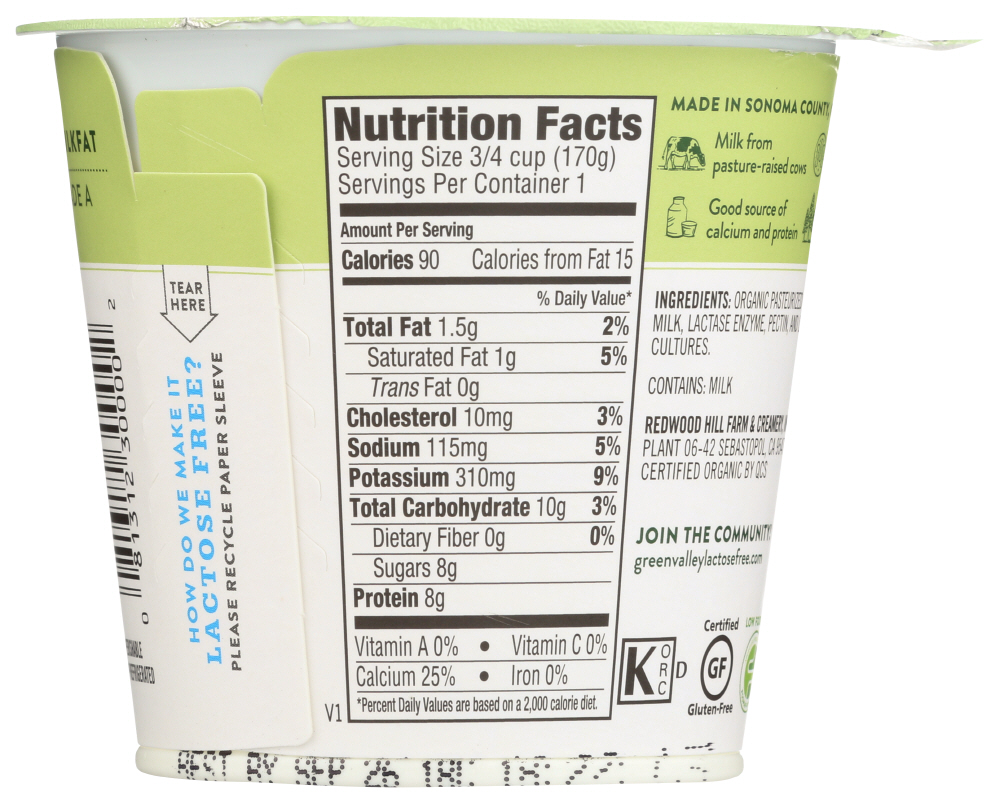 DE A
TEAR
HERE
HOW DO WE MAKE IT
LACTOSE FREE?
PLEASE RECYCLE PAPER SLEEVE
0 81312 30000 2
Nutrition Facts
Serving Size 3/4 cup (170g)
Servings Per Container 1
Amount Per Serving
Calories 90 Calories from Fat 15
% Daily Value*
Total Fat 1.5g 2%
Saturated Fat 1g 5%
Trans Fat 0g
Cholesterol 10mg 3%
Sodium 115mg 5%
Potassium 310mg 9%
Total Carbohydrate 10g 3%
Dietary Fiber 0g 0%
Sugars 8g
Protein 8g
Vitamin A 0% • Vitamin C 0%
Calcium 25% • Iron 0%
*Percent Daily Values are based on a 2,000 calorie diet.
V1
MADE IN SONOMA COUNTY
Milk from
pasture-raised cows
Good source of
calcium and protein
INGREDIENTS: ORGANIC PASTEURIZED
MILK, LACTASE ENZYME, PECTIN, AND
CULTURES.
CONTAINS: MILK
REDWOOD HILL FARM & CREAMERY,
PLANT 06-42 SEBASTOPOL, CA
CERTIFIED ORGANIC BY QCS
JOIN THE COMMUNITY
greenvalleylactosefree.com
K ORC D
Certified
GF
Gluten-Free
LOW
BEST BY SEP 26